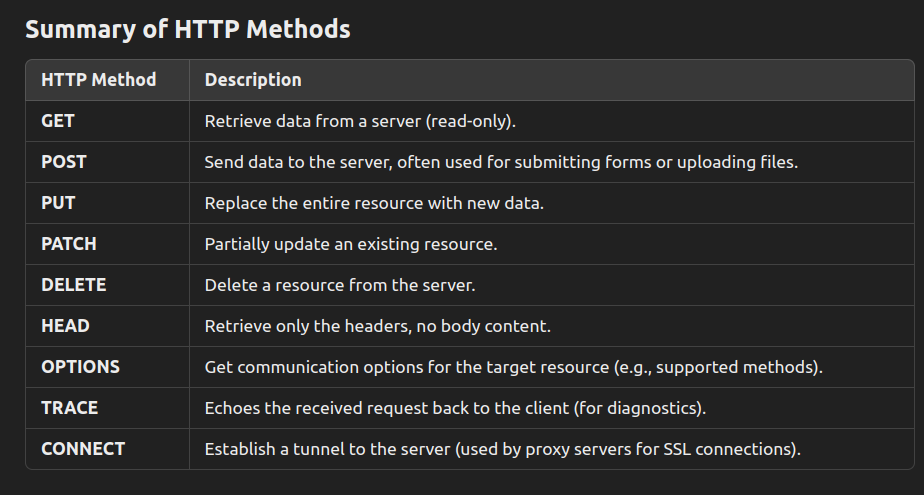 Summary of HTTP Methods
HTTP Method Description
GET Retrieve data from a server (read-only).
POST Send data to the server, often used for submitting forms or uploading files.
PUT Replace the entire resource with new data.
PATCH Partially update an existing resource.
DELETE Delete a resource from the server.
HEAD Retrieve only the headers, no body content.
OPTIONS Get communication options for the target resource (e.g., supported methods).
TRACE Echoes the received request back to the client (for diagnostics).
CONNECT Establish a tunnel to the server (used by proxy servers for SSL connections).